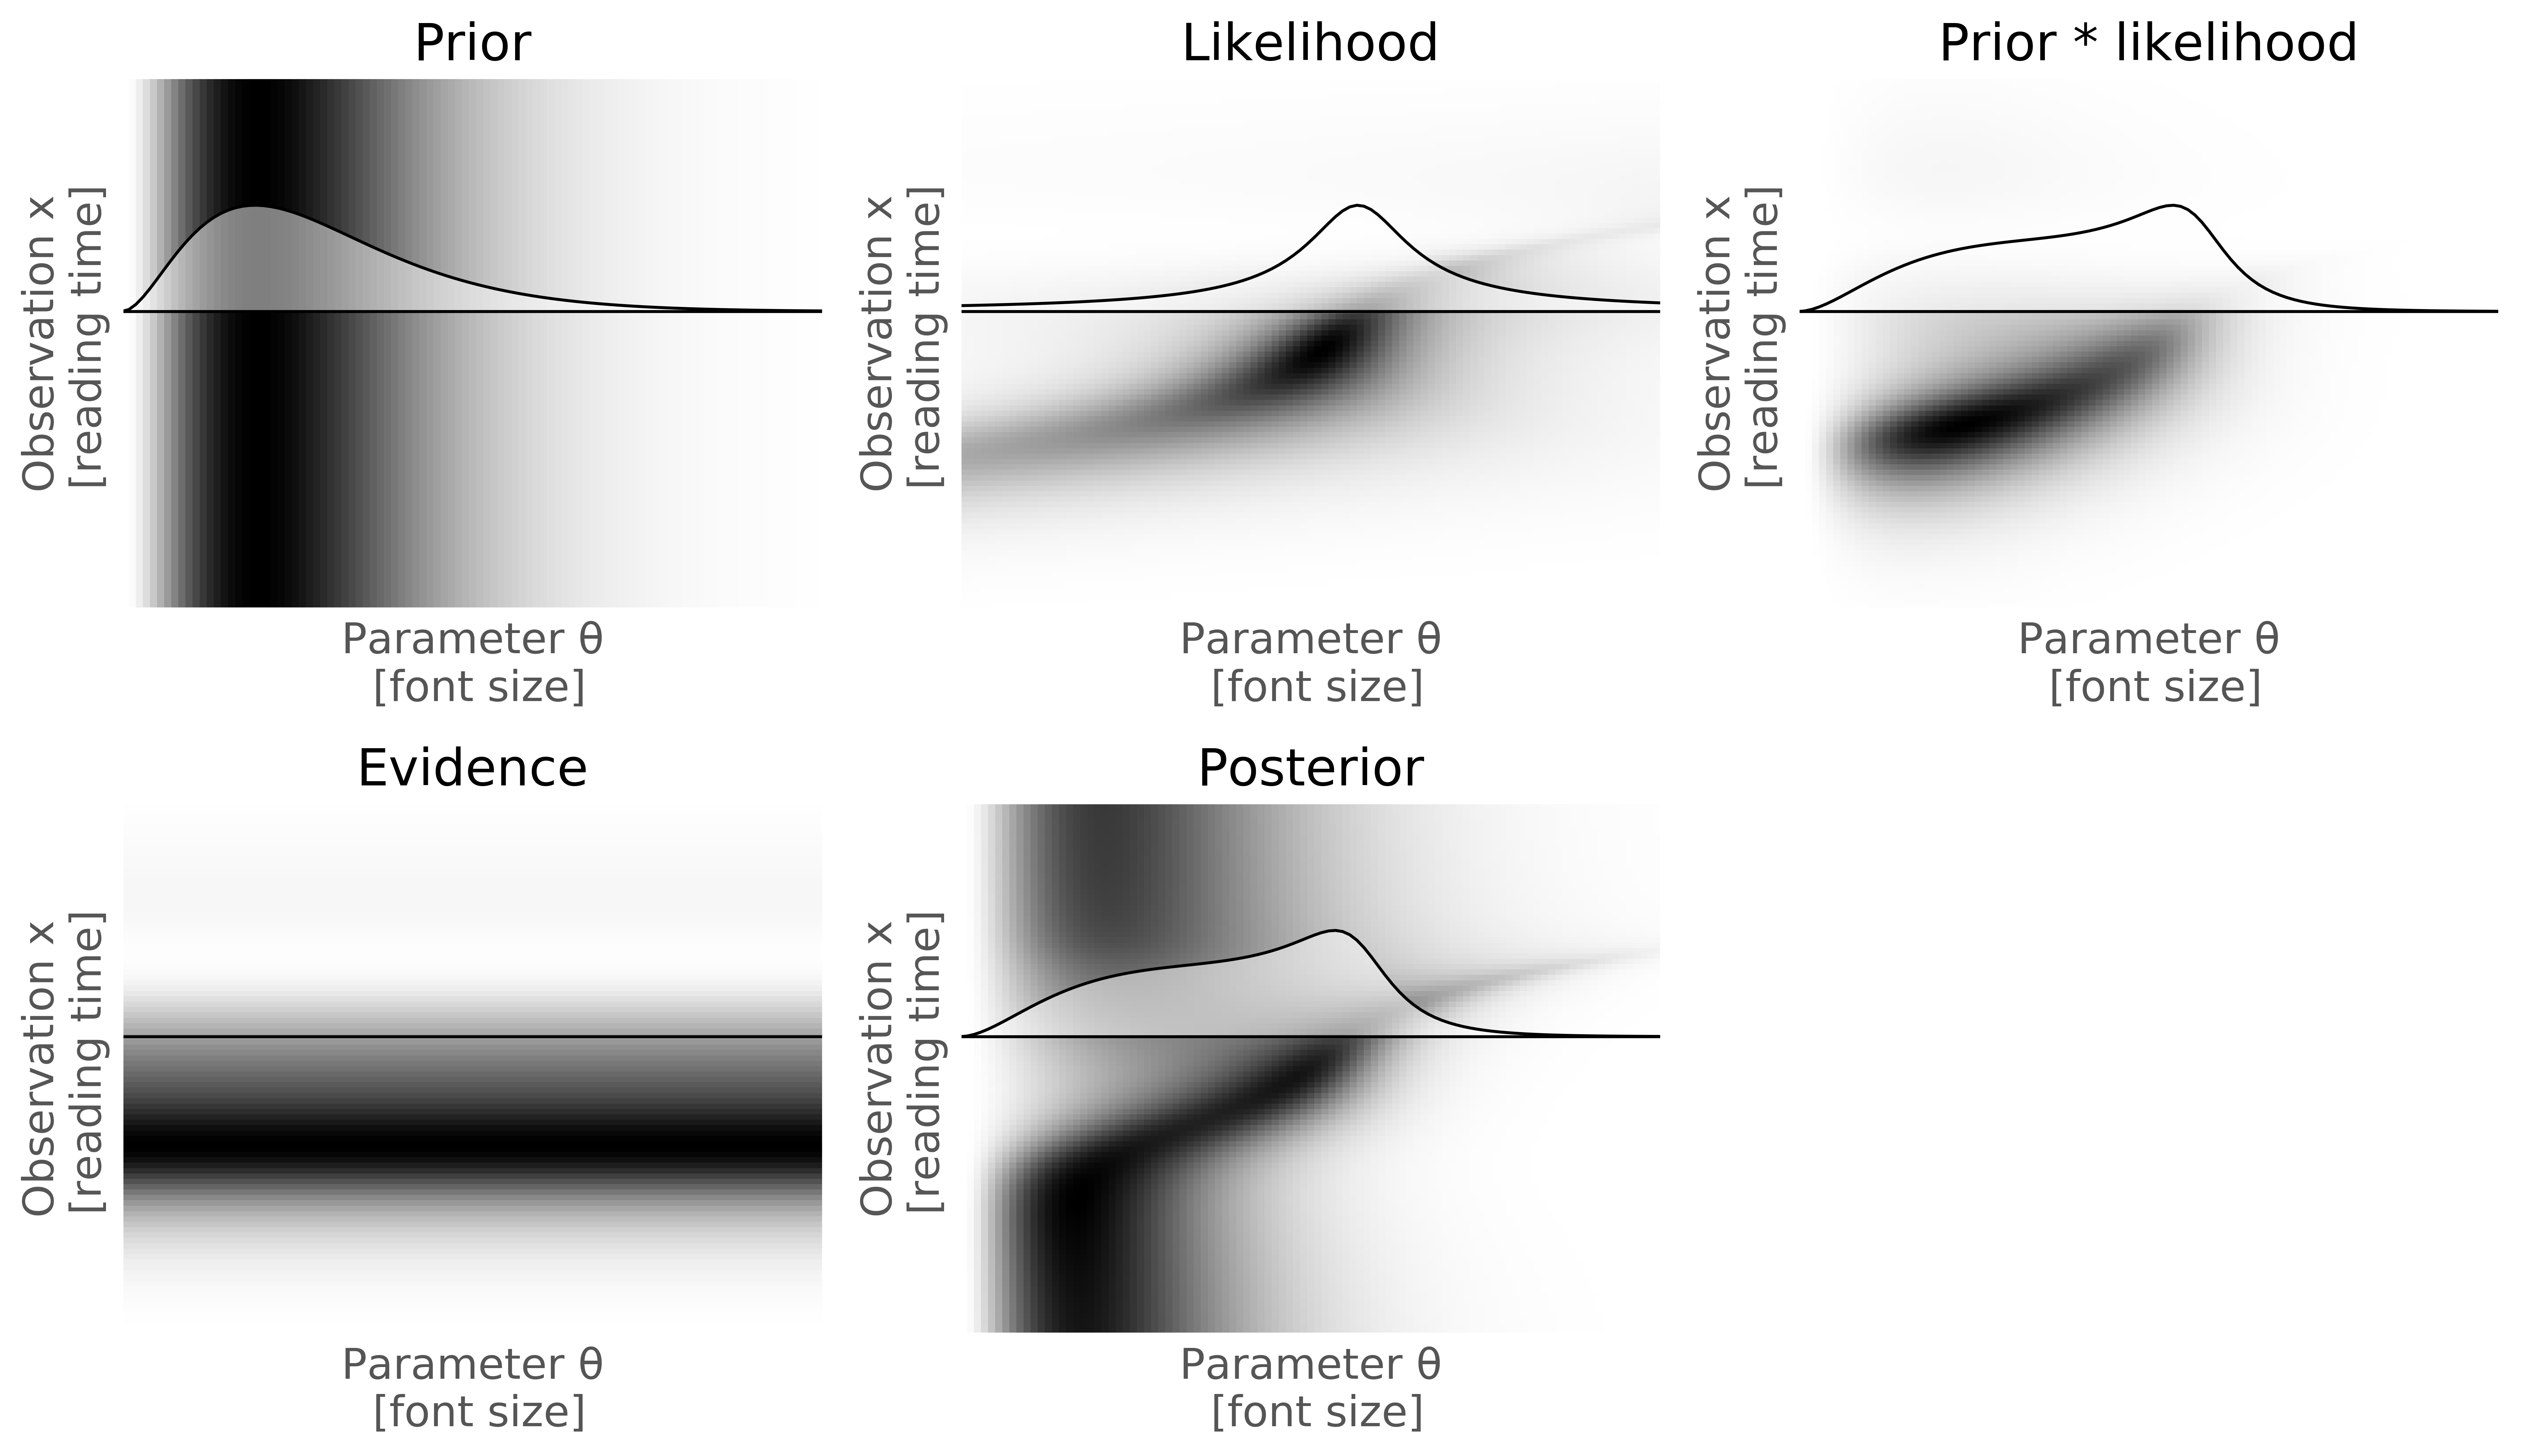 Prior
Observation x
[reading time]
Parameter θ
[font size]
Likelihood
Observation x
[reading time]
Parameter θ
[font size]
Prior * likelihood
Observation x
[reading time]
Parameter θ
[font size]
Evidence
Observation x
[reading time]
Parameter θ
[font size]
Posterior
Observation x
[reading time]
Parameter θ
[font size]